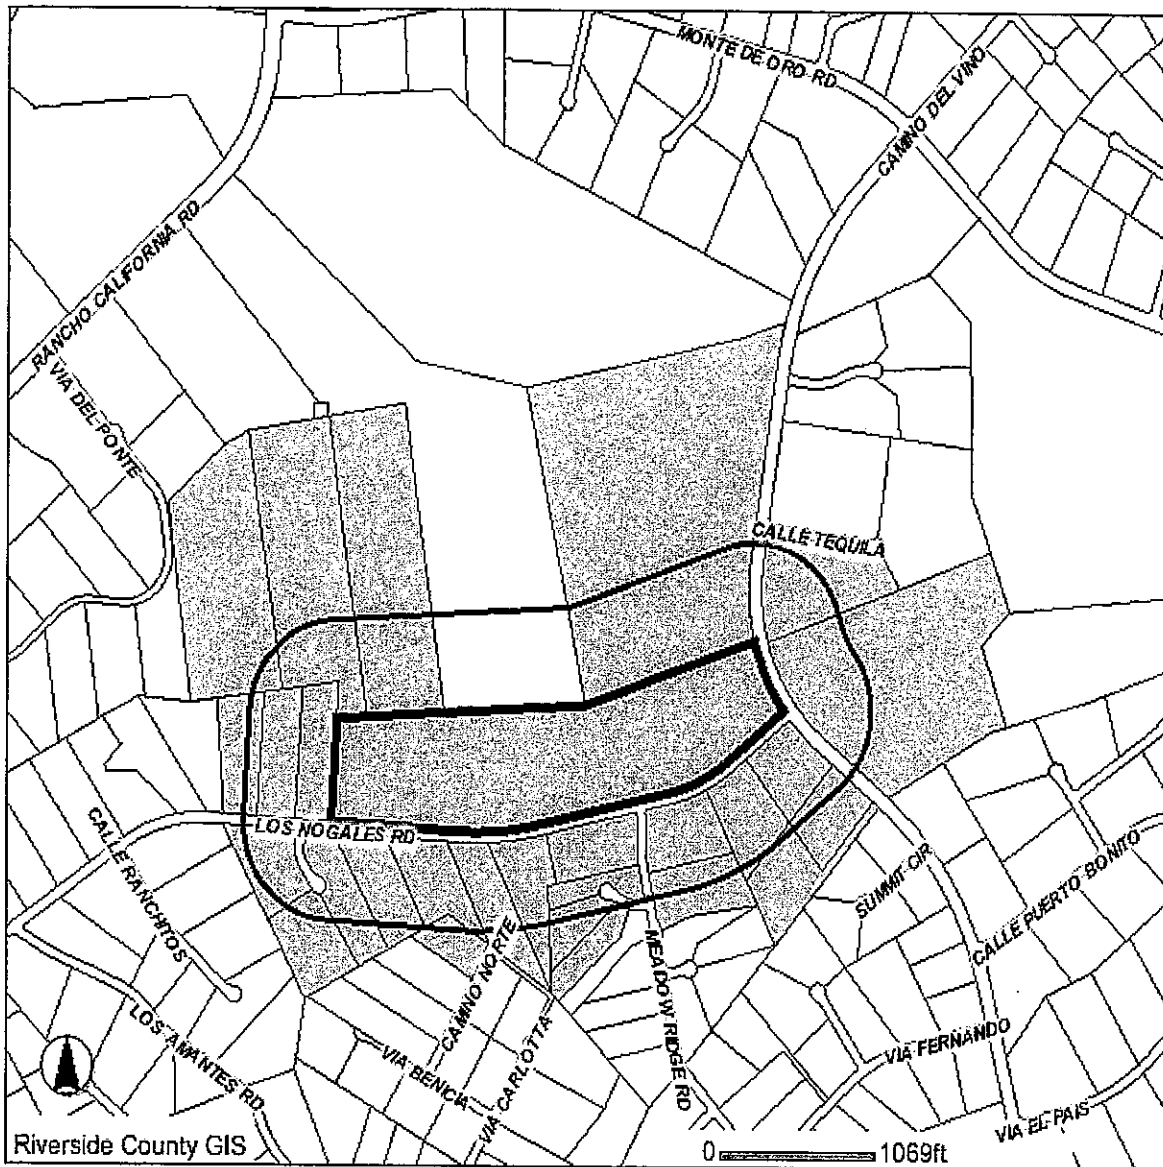 MONTE DE ORO RD
CAMINO DEL VINO
RANCHO CALIFORNIA RD
VIA DEL PONTE
CALLE TEQUILA
LOS NOGALES RD
CALLE RANCHITOS
SUMMIT CIR
CALLE PUERTO BONITO
CAMINO NORTE
MEADOW RIDGE RD
LOS AMANTES RD
VIA BENICIA
VIA CARLOTTA
VIA FERNANDO
VIA EL PAIS
Riverside County GIS
0 1069ft